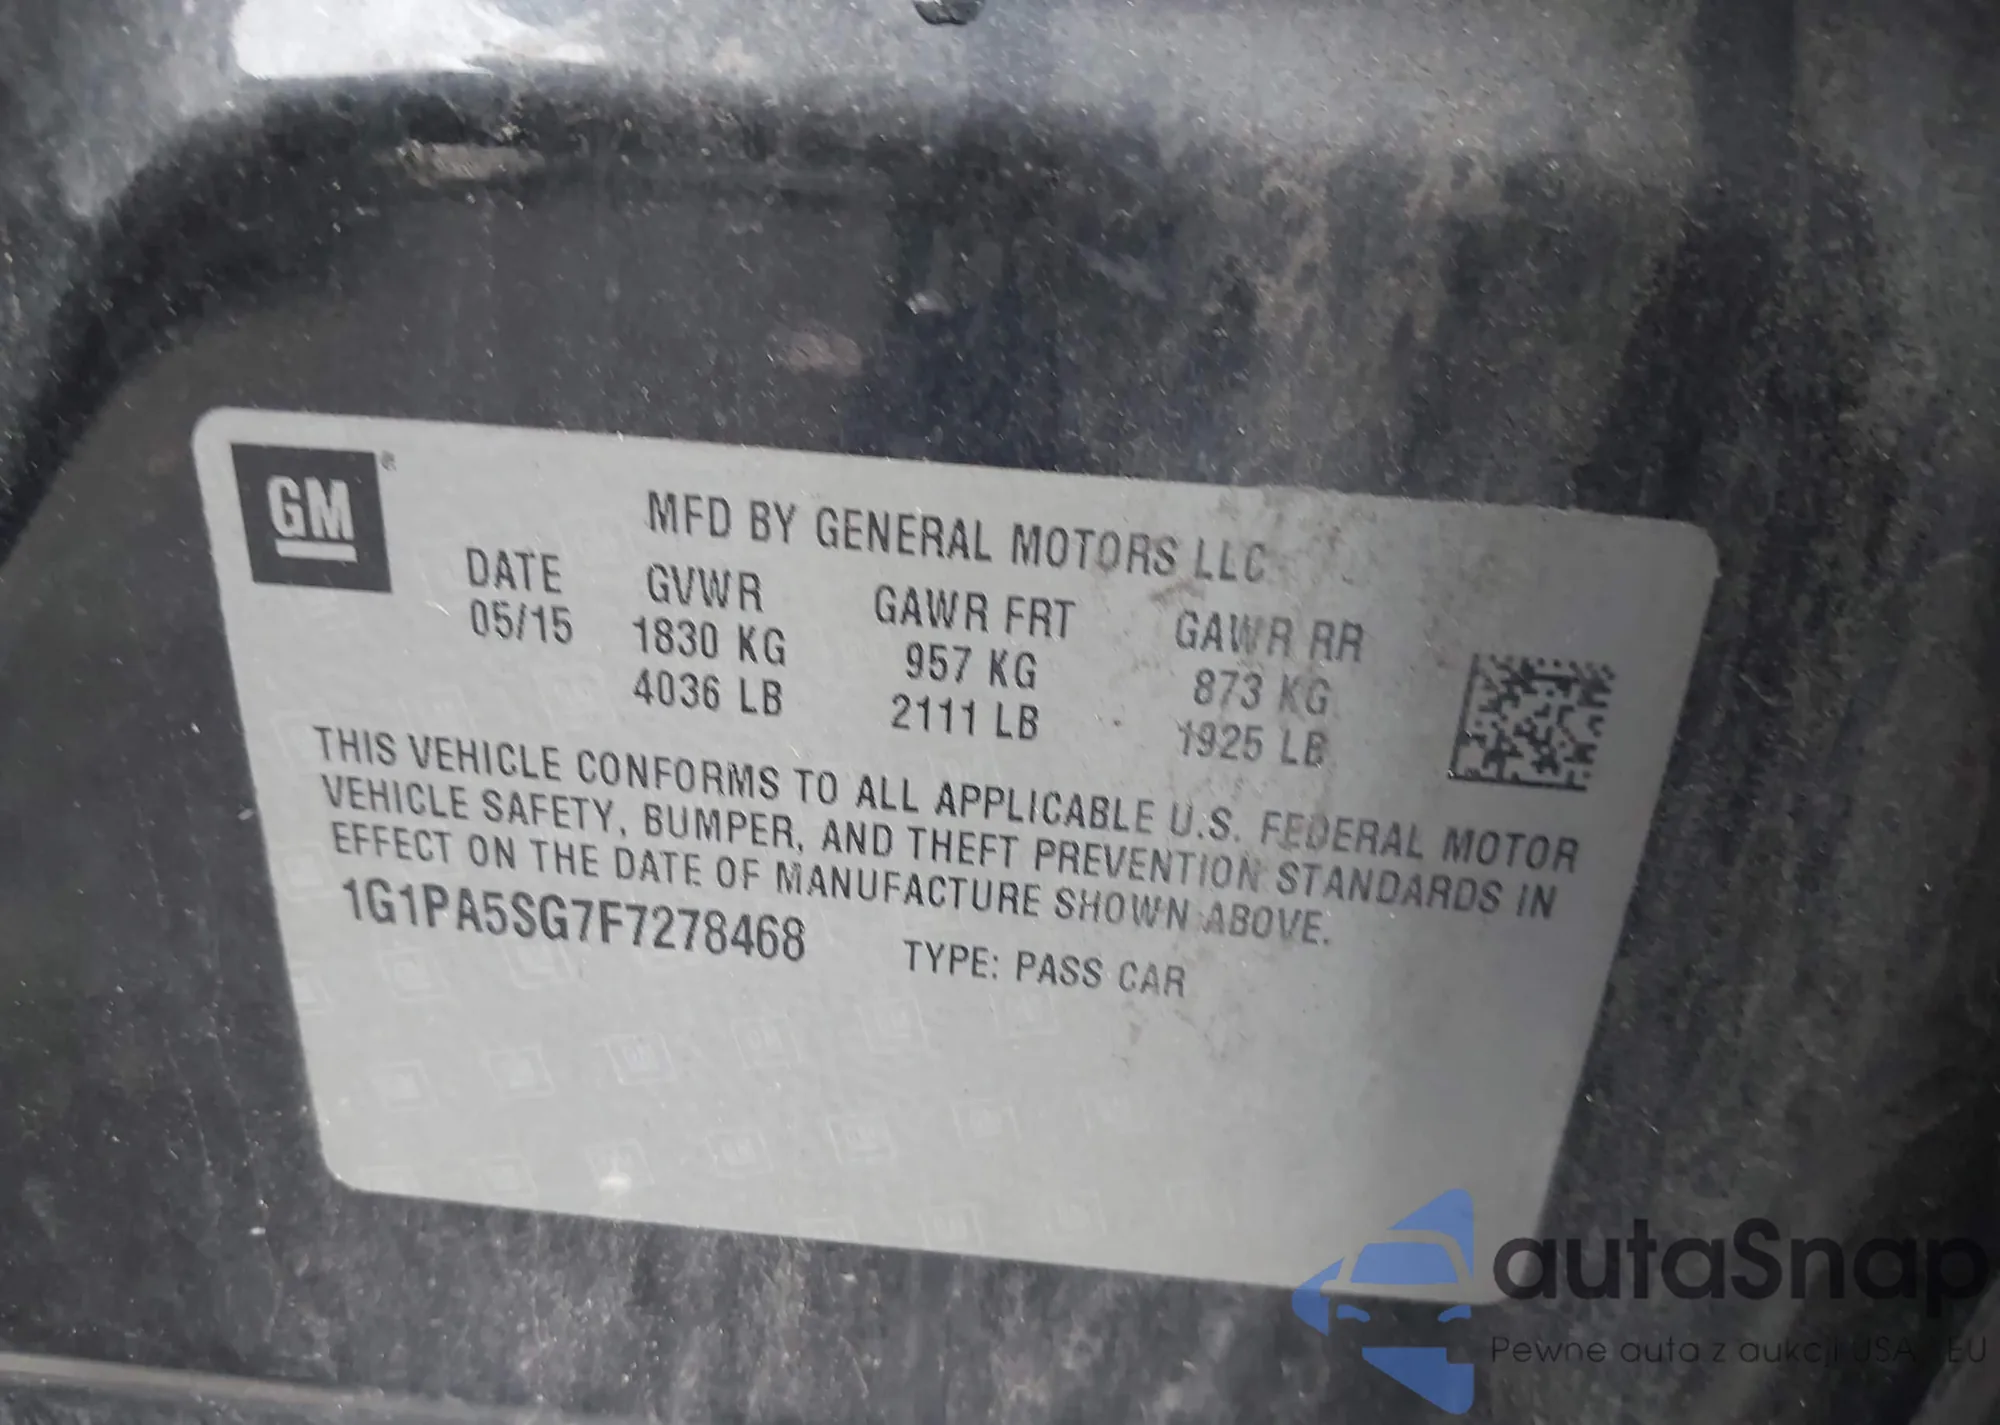 GM ®
MFD BY GENERAL MOTORS LLC
DATE GVWR GAWR FRT GAWR RR
05/15 1830 KG 957 KG 873 KG
4036 LB 2111 LB 1925 LB
THIS VEHICLE CONFORMS TO ALL APPLICABLE U.S. FEDERAL MOTOR
VEHICLE SAFETY, BUMPER, AND THEFT PREVENTION STANDARDS IN
EFFECT ON THE DATE OF MANUFACTURE SHOWN ABOVE.
1G1PA5SG7F7278468 TYPE: PASS CAR
autaSnap
Pewne auta z aukcji USA EU